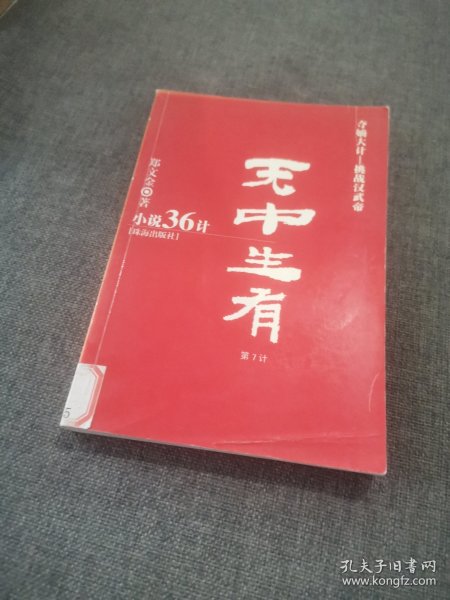 夺嫡大计—挑战汉武帝
无中生有
第7计
郑文金◎著
小说36计
[珠海出版社]
5
孔夫子旧书网
www.kongfz.com